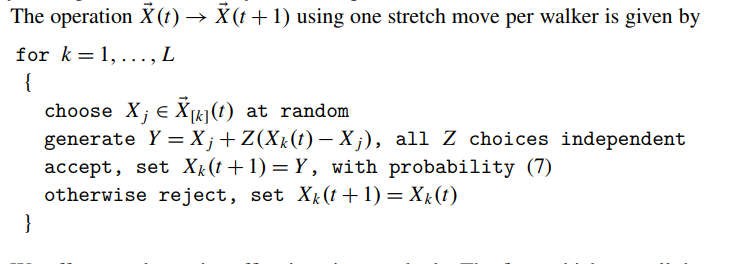 The operation $\vec{X}(t) \to \vec{X}(t+1)$ using one stretch move per walker is given by
for $k = 1, \ldots, L$
{
choose $X_j \in \vec{X}_{[k]}(t)$ at random
generate $Y = X_j + Z(X_k(t) - X_j)$, all $Z$ choices independent
accept, set $X_k(t+1) = Y$, with probability (7)
otherwise reject, set $X_k(t+1) = X_k(t)$
}